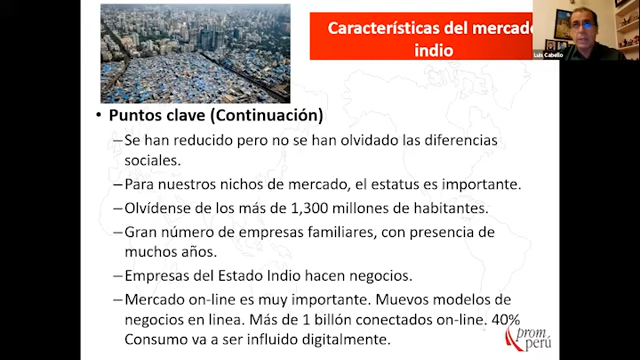 Características del mercado
indio
Luis Cabello
• Puntos clave (Continuación)
–Se han reducido pero no se han olvidado las diferencias
sociales.
–Para nuestros nichos de mercado, el estatus es importante.
–Olvídense de los más de 1,300 millones de habitantes.
–Gran número de empresas familiares, con presencia de
muchos años.
–Empresas del Estado Indio hacen negocios.
–Mercado on-line es muy importante. Muevos modelos de
negocios en linea. Más de 1 billón conectados on-line. 40%
Consumo va a ser influido digitalmente.
prom
perú